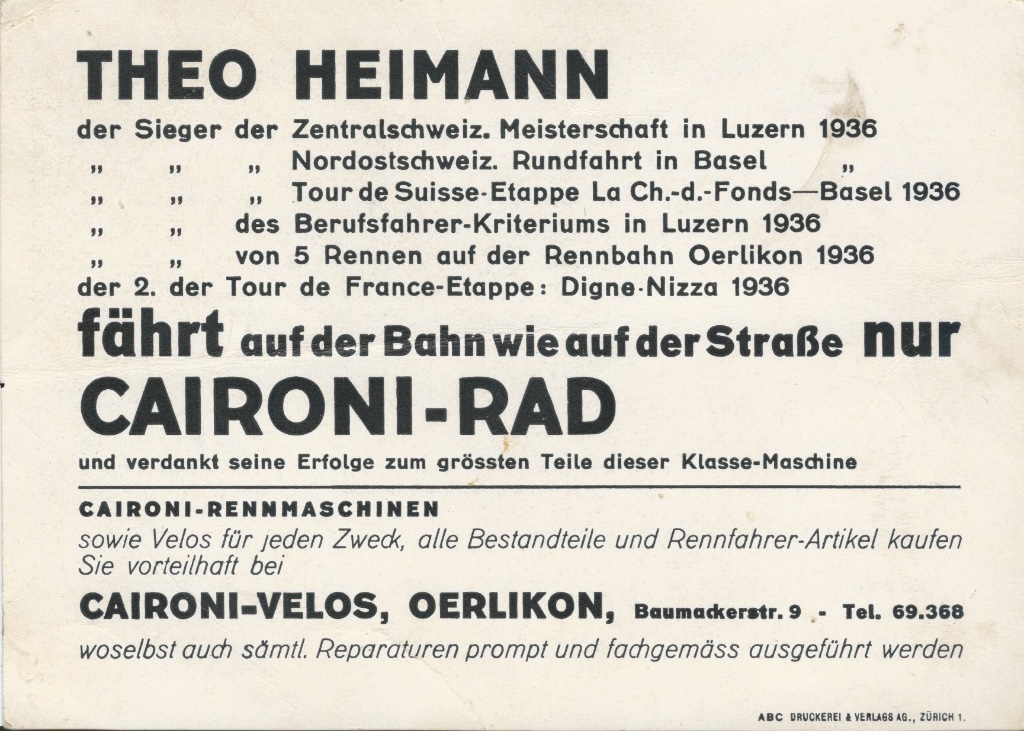 THEO HEIMANN
der Sieger der Zentralschweiz. Meisterschaft in Luzern 1936
„ „ „ Nordostschweiz. Rundfahrt in Basel „
„ „ „ Tour de Suisse-Etappe La Ch.-d.-Fonds—Basel 1936
„ „ des Berufsfahrer-Kriteriums in Luzern 1936
„ „ von 5 Rennen auf der Rennbahn Oerlikon 1936
der 2. der Tour de France-Etappe: Digne-Nizza 1936
fährt auf der Bahn wie auf der Straße nur
CAIRONI-RAD
und verdankt seine Erfolge zum grössten Teile dieser Klasse-Maschine
CAIRONI-RENNMASCHINEN
sowie Velos für jeden Zweck, alle Bestandteile und Rennfahrer-Artikel kaufen
Sie vorteilhaft bei
CAIRONI-VELOS, OERLIKON, Baumackerstr. 9 - Tel. 69.368
woselbst auch sämtl. Reparaturen prompt und fachgemäss ausgeführt werden
ABC DRUCKEREI & VERLAGS AG., ZÜRICH 1.